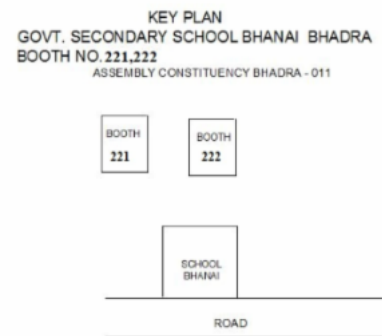 KEY PLAN
GOVT. SECONDARY SCHOOL BHANAI BHADRA
BOOTH NO. 221,222
ASSEMBLY CONSTITUENCY BHADRA - 011
BOOTH
221
BOOTH
222
SCHOOL
BHANAI
ROAD